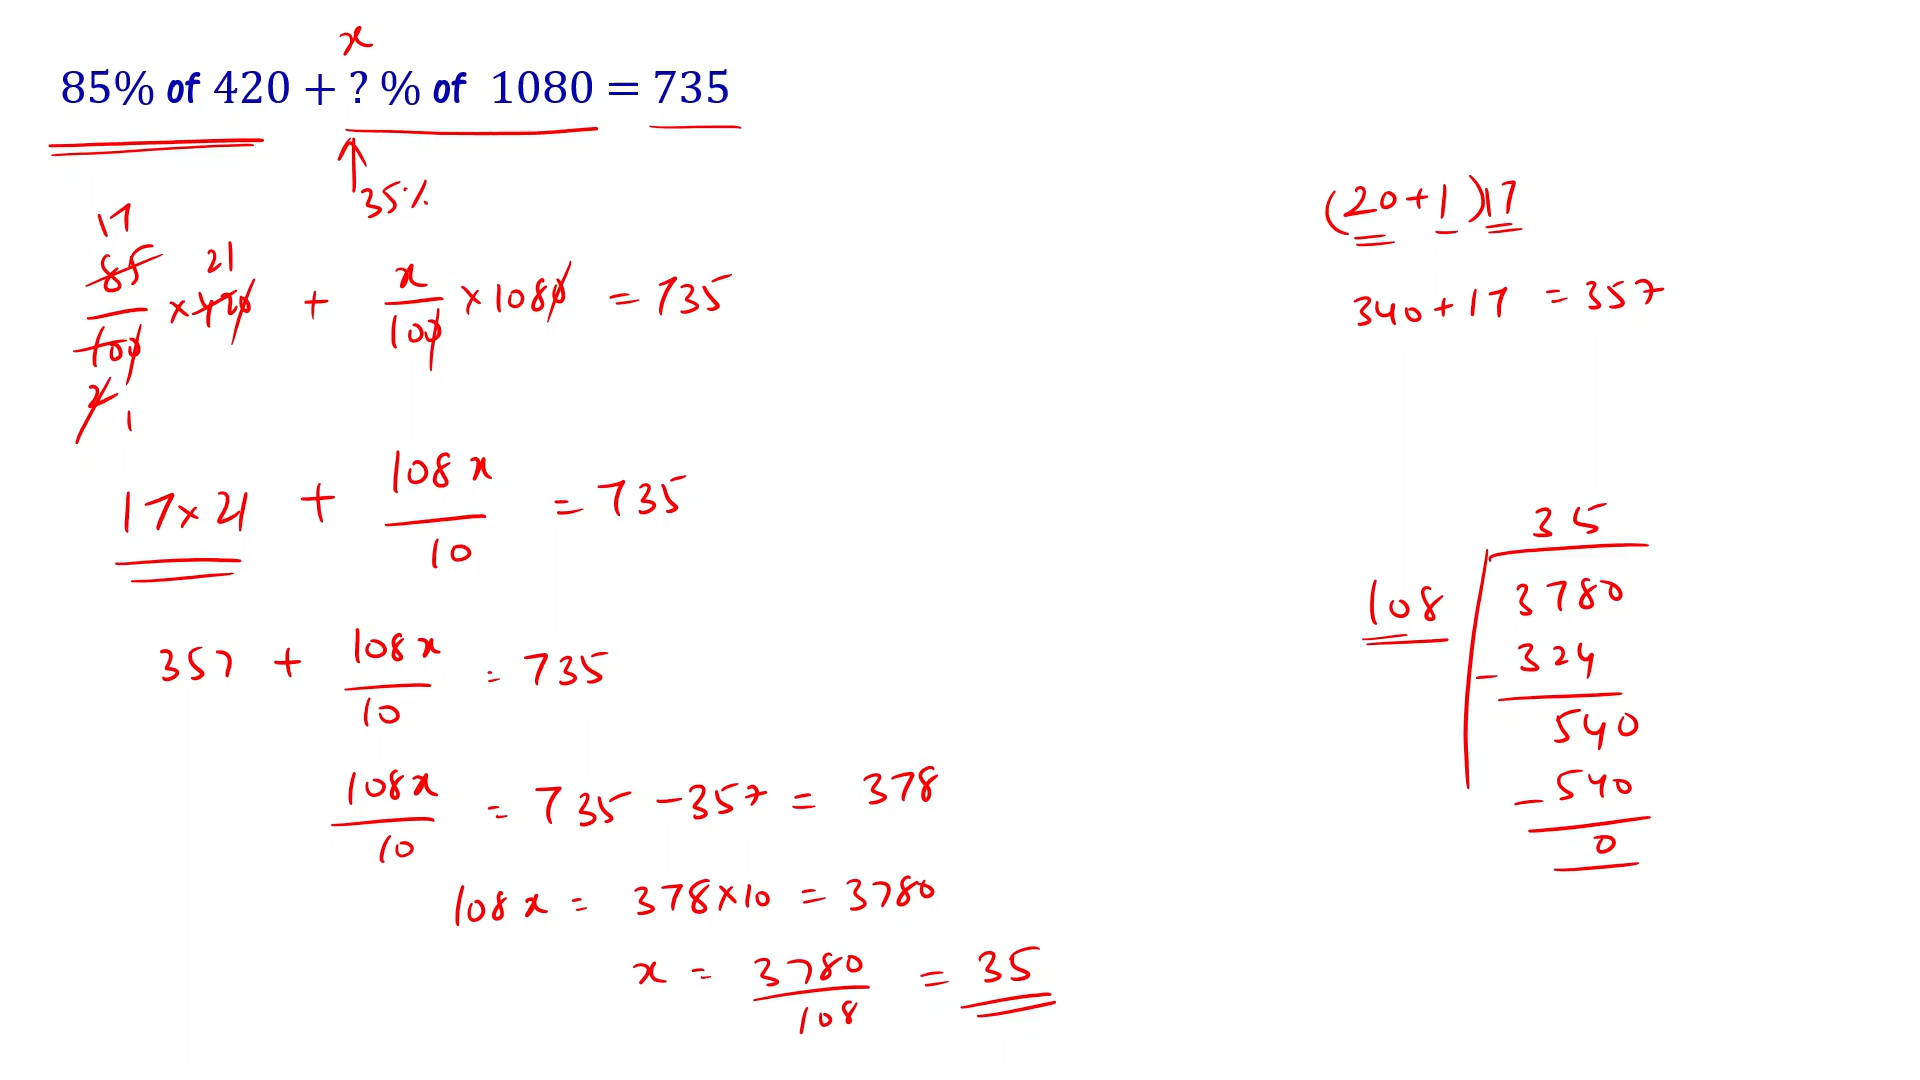 x
85% of 420 + ? % of 1080 = 735
35%
17
85/100 × 420 + x/100 × 1080 = 735
21
2
1
17 × 21 + 108x/10 = 735
357 + 108x/10 = 735
108x/10 = 735 - 357 = 378
108x = 378 × 10 = 3780
x = 3780/108 = 35
(20 + 1) 17
340 + 17 = 357
35
108 3780
- 324
540
- 540
0